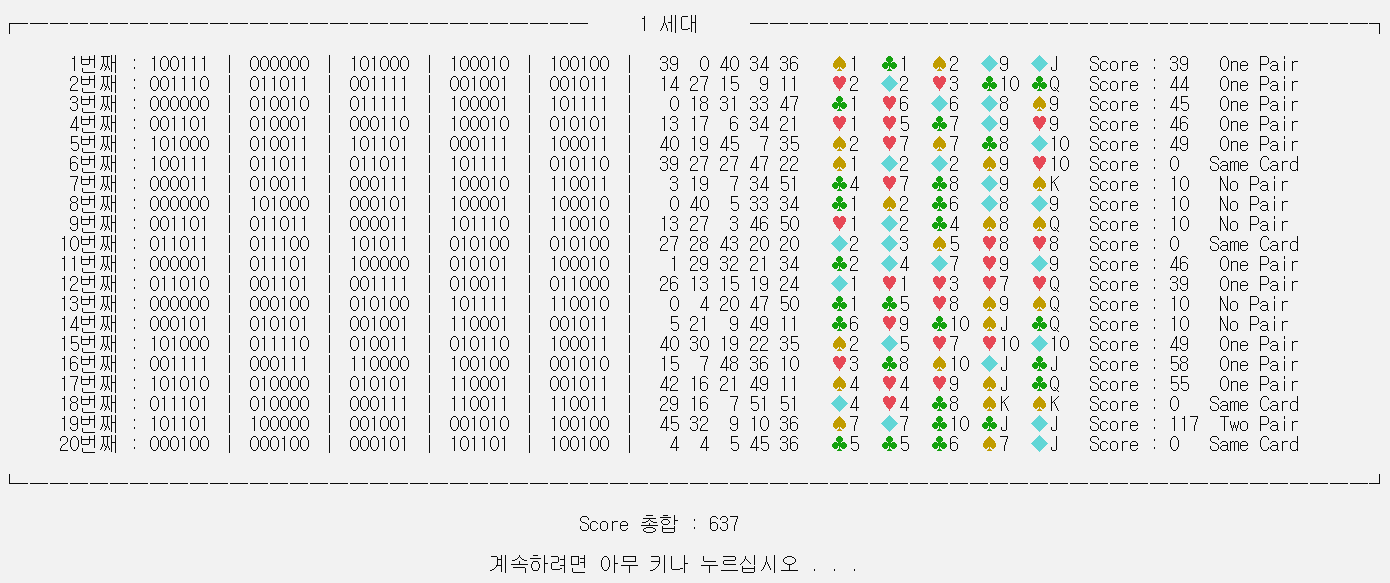 1 세대
1번째 : 100111 | 000000 | 101000 | 100010 | 100100 | 39 0 40 34 36 ♠1 ♣1 ♠2 ◆9 ◆J Score : 39 One Pair
2번째 : 001110 | 011011 | 001111 | 001001 | 001011 | 14 27 15 9 11 ♥2 ◆2 ♥3 ♣10 ♣Q Score : 44 One Pair
3번째 : 000000 | 010010 | 011111 | 100001 | 101111 | 0 18 31 33 47 ♣1 ♥6 ◆6 ◆8 ♠9 Score : 45 One Pair
4번째 : 001101 | 010001 | 000110 | 100010 | 010101 | 13 17 6 34 21 ♥1 ♥5 ♣7 ◆9 ♥9 Score : 46 One Pair
5번째 : 101000 | 010011 | 101101 | 000111 | 100011 | 40 19 45 7 35 ♠2 ♥7 ♠7 ♣8 ◆10 Score : 49 One Pair
6번째 : 100111 | 011011 | 011011 | 101111 | 010110 | 39 27 27 47 22 ♠1 ◆2 ◆2 ♠9 ♥10 Score : 0 Same Card
7번째 : 000011 | 010011 | 000111 | 100010 | 110011 | 3 19 7 34 51 ♣4 ♥7 ♣8 ◆9 ♠K Score : 10 No Pair
8번째 : 000000 | 101000 | 000101 | 100001 | 100010 | 0 40 5 33 34 ♣1 ♠2 ♣6 ◆8 ◆9 Score : 10 No Pair
9번째 : 001101 | 011011 | 000011 | 101110 | 110010 | 13 27 3 46 50 ♥1 ◆2 ♣4 ♠8 ♠Q Score : 10 No Pair
10번째 : 011011 | 011100 | 101011 | 010100 | 010100 | 27 28 43 20 20 ◆2 ◆3 ♠5 ♥8 ♥8 Score : 0 Same Card
11번째 : 000001 | 011101 | 100000 | 010101 | 100010 | 1 29 32 21 34 ♣2 ◆4 ◆7 ♥9 ◆9 Score : 46 One Pair
12번째 : 011010 | 001101 | 001111 | 010011 | 011000 | 26 13 15 19 24 ◆1 ♥1 ♥3 ♥7 ♥Q Score : 39 One Pair
13번째 : 000000 | 000100 | 010100 | 101111 | 110010 | 0 4 20 47 50 ♣1 ♣5 ♥8 ♠9 ♠Q Score : 10 No Pair
14번째 : 000101 | 010101 | 001001 | 110001 | 001011 | 5 21 9 49 11 ♣6 ♥9 ♣10 ♠J ♣Q Score : 10 No Pair
15번째 : 101000 | 011110 | 010011 | 010110 | 100011 | 40 30 19 22 35 ♠2 ◆5 ♥7 ♥10 ◆10 Score : 49 One Pair
16번째 : 001111 | 000111 | 110000 | 100100 | 001010 | 15 7 48 36 10 ♥3 ♣8 ♠10 ◆J ♣J Score : 58 One Pair
17번째 : 101010 | 010000 | 010101 | 110001 | 001011 | 42 16 21 49 11 ♠4 ♥4 ♥9 ♠J ♣Q Score : 55 One Pair
18번째 : 011101 | 010000 | 000111 | 110011 | 110011 | 29 16 7 51 51 ◆4 ♥4 ♣8 ♠K ♠K Score : 0 Same Card
19번째 : 101101 | 100000 | 001001 | 001010 | 100100 | 45 32 9 10 36 ♠7 ◆7 ♣10 ♣J ◆J Score : 117 Two Pair
20번째 : 000100 | 000100 | 000101 | 101101 | 100100 | 4 4 5 45 36 ♣5 ♣5 ♣6 ♠7 ◆J Score : 0 Same Card
Score 총합 : 637
계속하려면 아무 키나 누르십시오 . . .